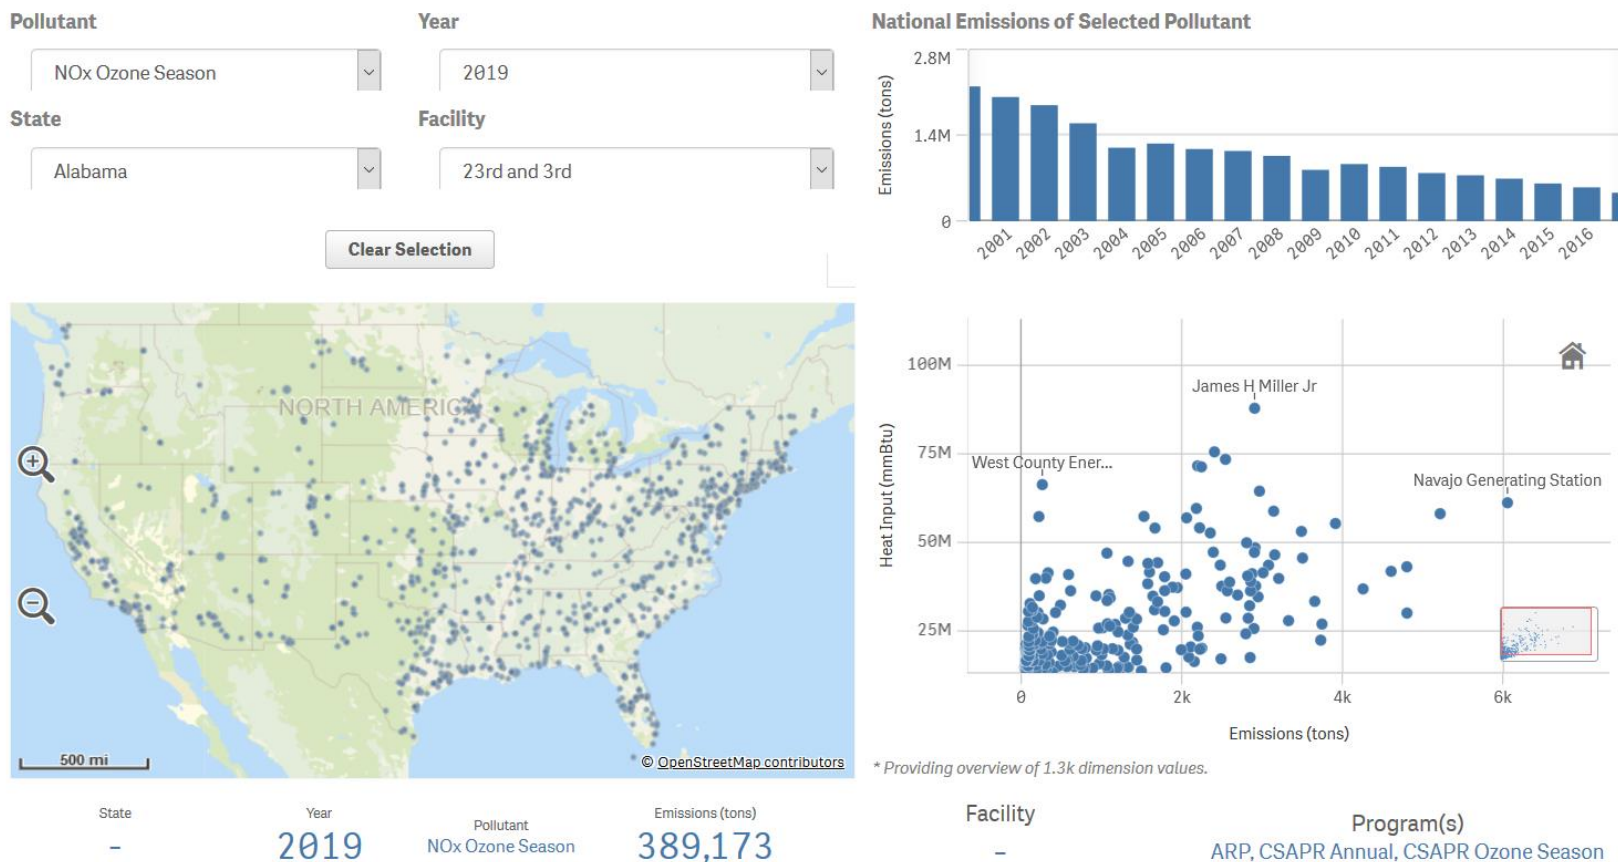 Pollutant
Year
NOx Ozone Season
2019
State
Facility
Alabama
23rd and 3rd
Clear Selection
National Emissions of Selected Pollutant
2.8M
1.4M
0
Emissions (tons)
2001 2002 2003 2004 2005 2006 2007 2008 2009 2010 2011 2012 2013 2014 2015 2016
NORTH AMERIC
500 mi
© OpenStreetMap contributors
100M
75M
50M
25M
Heat Input (mmBtu)
James H Miller Jr
West County Ener...
Navajo Generating Station
0 2k 4k 6k
Emissions (tons)
* Providing overview of 1.3k dimension values.
State
-
Year
2019
Pollutant
NOx Ozone Season
Emissions (tons)
389,173
Facility
-
Program(s)
ARP, CSAPR Annual, CSAPR Ozone Season